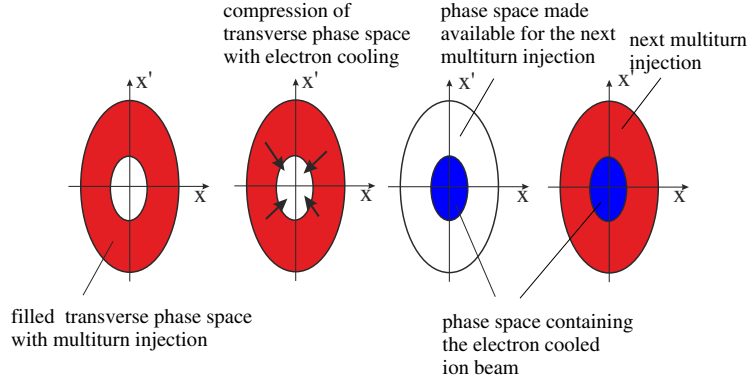 compression of
transverse phase space
with electron cooling
phase space made
available for the next
multiturn injection
next multiturn
injection
x'
x'
x'
x'
x
x
x
x
filled transverse phase space
with multiturn injection
phase space containing
the electron cooled
ion beam